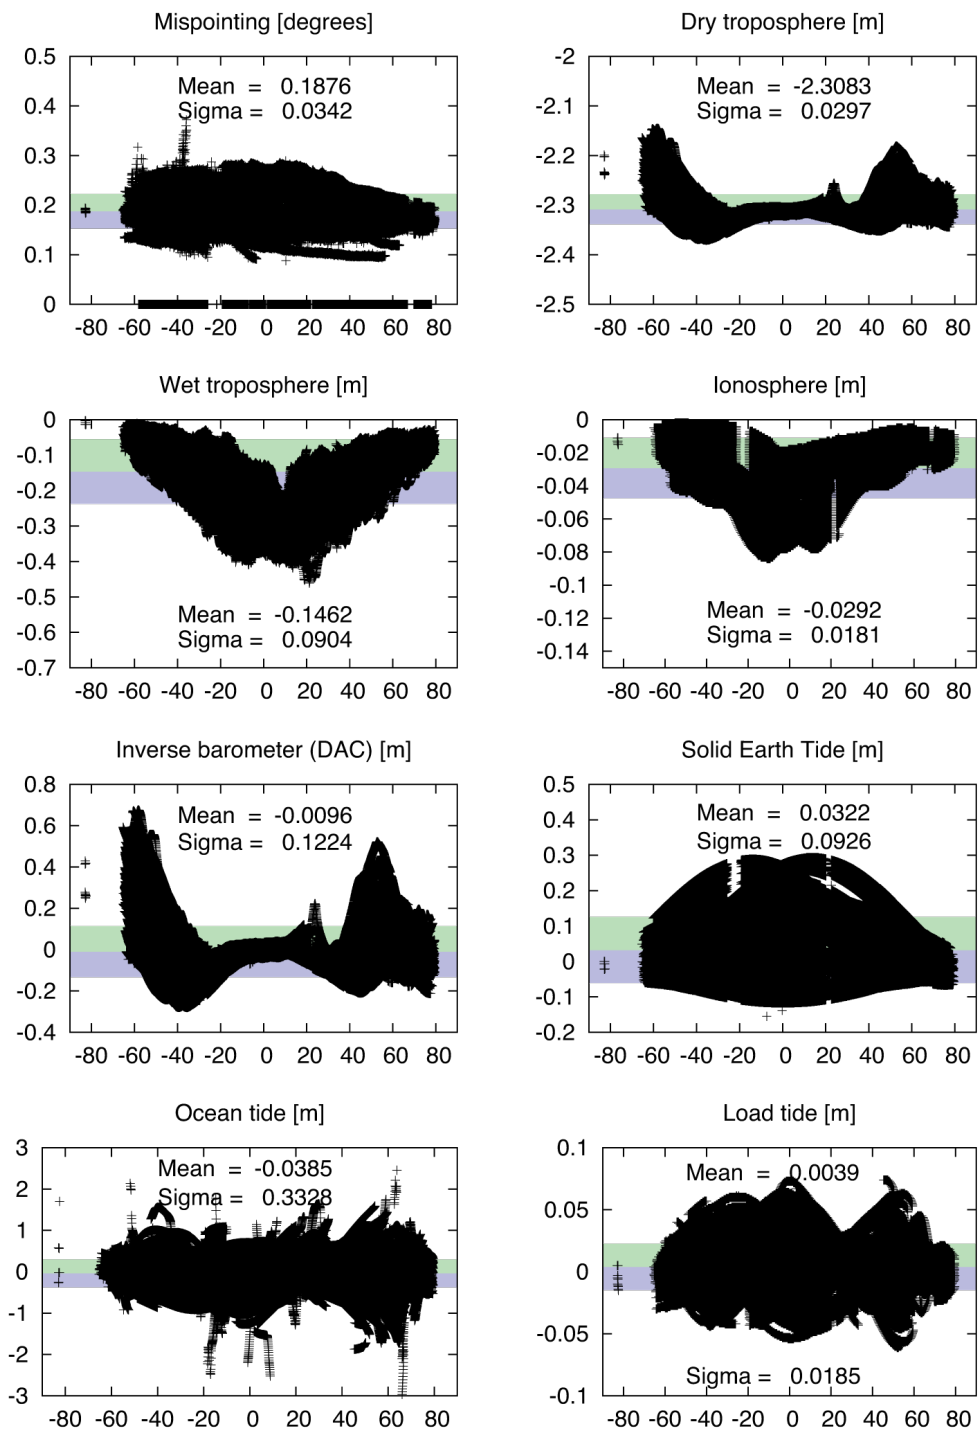 Mispointing [degrees]
0.5
0.4
0.3
0.2
0.1
0
Mean = 0.1876
Sigma = 0.0342
-80 -60 -40 -20 0 20 40 60 80
Dry troposphere [m]
-2
-2.1
-2.2
-2.3
-2.4
-2.5
Mean = -2.3083
Sigma = 0.0297
-80 -60 -40 -20 0 20 40 60 80
Wet troposphere [m]
0
-0.1
-0.2
-0.3
-0.4
-0.5
-0.6
-0.7
Mean = -0.1462
Sigma = 0.0904
-80 -60 -40 -20 0 20 40 60 80
Ionosphere [m]
0
-0.02
-0.04
-0.06
-0.08
-0.1
-0.12
-0.14
Mean = -0.0292
Sigma = 0.0181
-80 -60 -40 -20 0 20 40 60 80
Inverse barometer (DAC) [m]
0.8
0.6
0.4
0.2
0
-0.2
-0.4
Mean = -0.0096
Sigma = 0.1224
-80 -60 -40 -20 0 20 40 60 80
Solid Earth Tide [m]
0.5
0.4
0.3
0.2
0.1
0
-0.1
-0.2
Mean = 0.0322
Sigma = 0.0926
-80 -60 -40 -20 0 20 40 60 80
Ocean tide [m]
3
2
1
0
-1
-2
-3
Mean = -0.0385
Sigma = 0.3328
-80 -60 -40 -20 0 20 40 60 80
Load tide [m]
0.1
0.05
0
-0.05
-0.1
Mean = 0.0039
Sigma = 0.0185
-80 -60 -40 -20 0 20 40 60 80